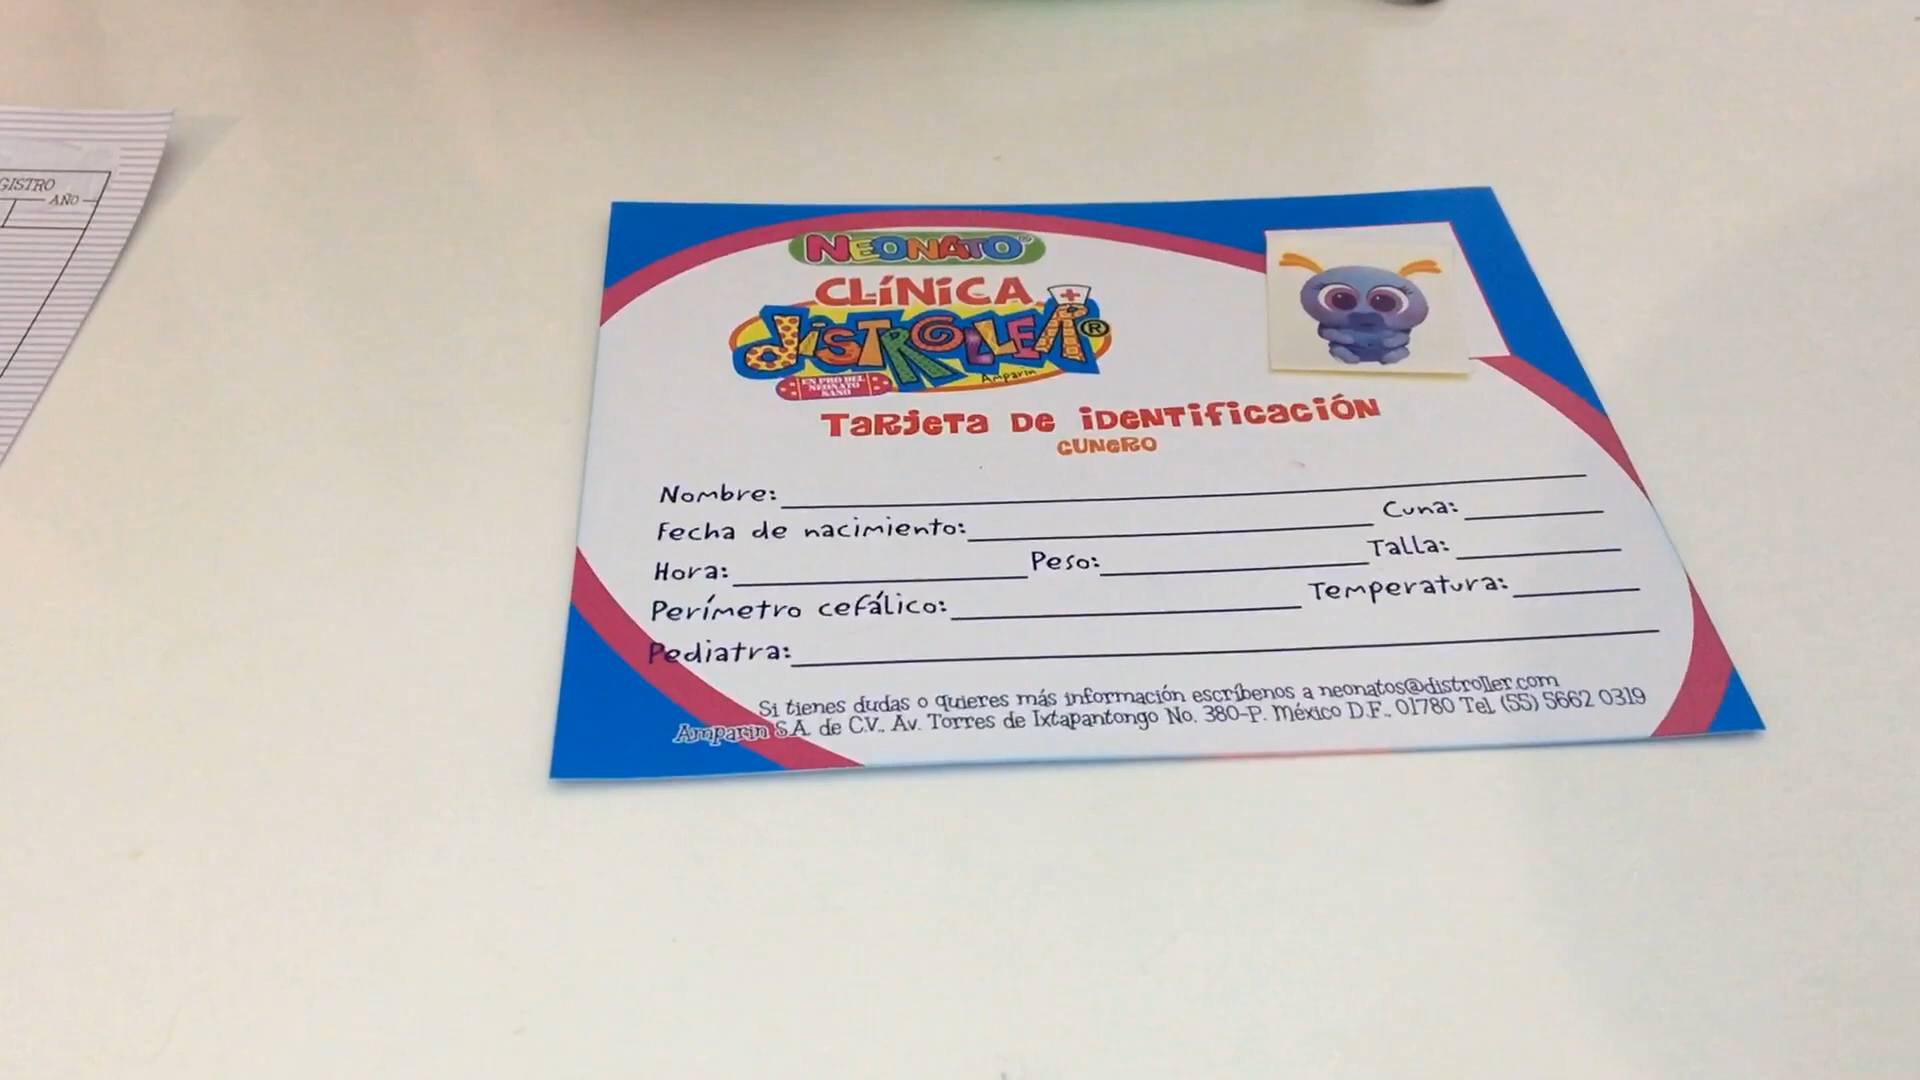 GISTRO
AÑO
NEONATO®
CLÍNICA
DISTROLLER®
Amparin
EN PRO DEL
NEONATO
SANO
TARJETA DE IDENTIFICACIÓN
CUNERO
Nombre:
Fecha de nacimiento: Cuna:
Hora: Peso: Talla:
Perímetro cefálico: Temperatura:
Pediatra:
Si tienes dudas o quieres más información escríbenos a neonatos@distroller.com
Amparin S.A. de C.V., Av. Torres de Ixtapantongo No. 380-P. México D.F., 01780 Tel. (55) 5662 0319